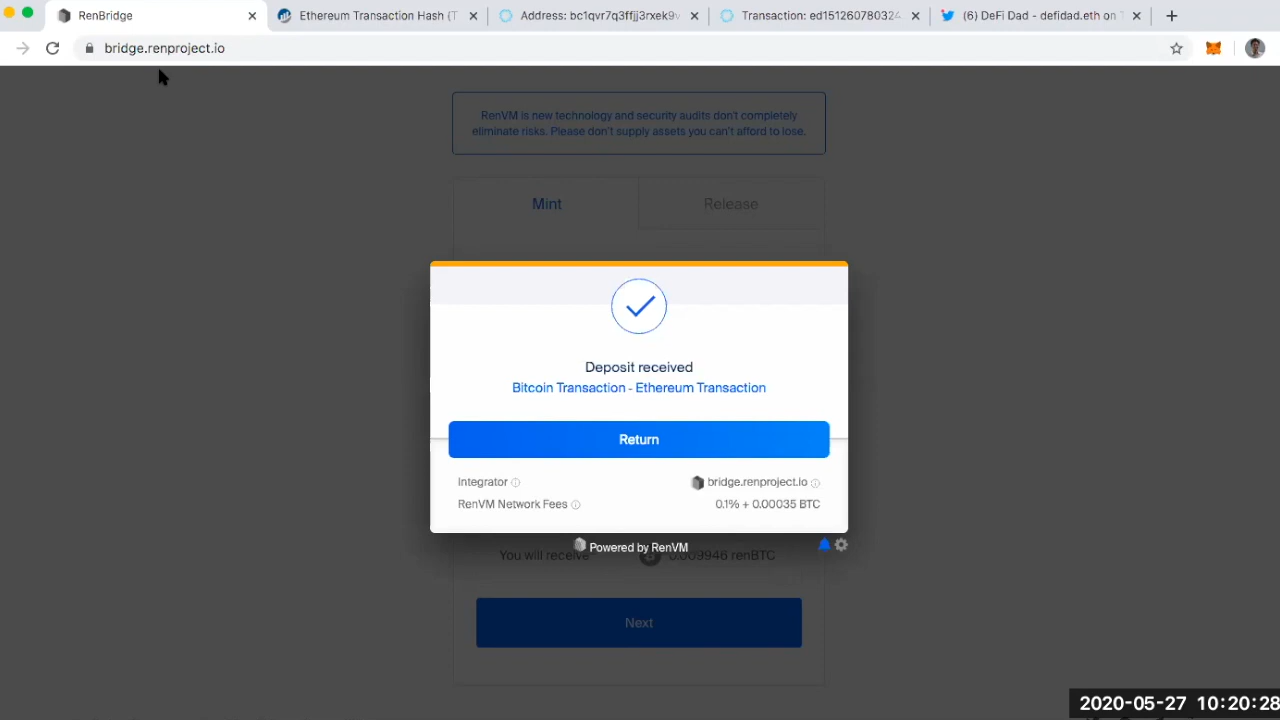 RenBridge
Ethereum Transaction Hash (T
Address: bc1qvr7q3ffjj3rxek9v
Transaction: ed151260780324
(6) DeFi Dad - defidad.eth on T
bridge.renproject.io
RenVM is new technology and security audits don't completely
eliminate risks. Please don't supply assets you can't afford to lose.
Mint
Release
Deposit received
Bitcoin Transaction - Ethereum Transaction
Return
Integrator
bridge.renproject.io
RenVM Network Fees
0.1% + 0.00035 BTC
Powered by RenVM
You will receive
0.009946 renBTC
Next
2020-05-27 10:20:28